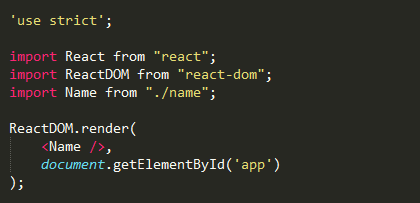 'use strict';
import React from "react";
import ReactDOM from "react-dom";
import Name from "./name";
ReactDOM.render(
<Name />,
document.getElementById('app')
);